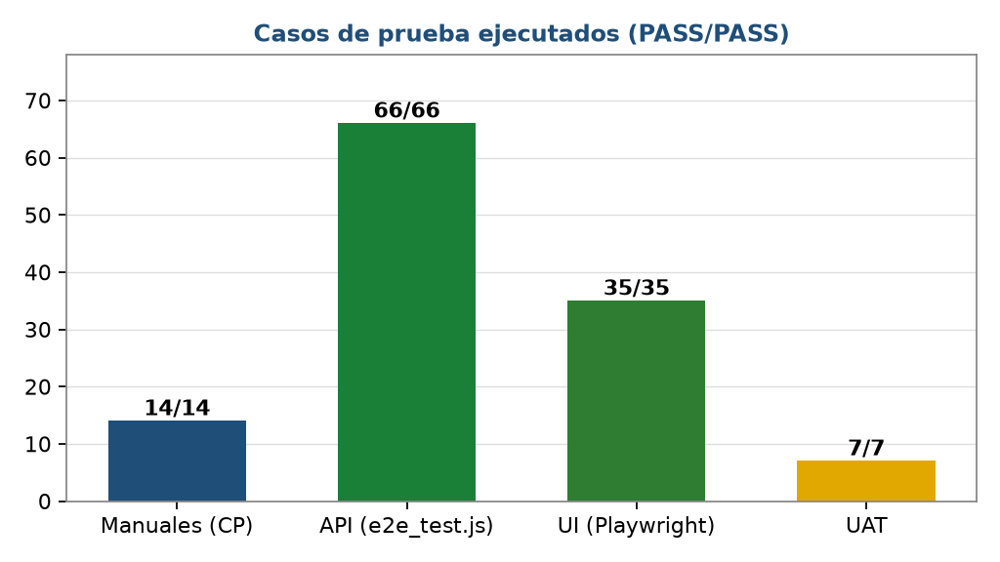 Casos de prueba ejecutados (PASS/PASS)
70
60
50
40
30
20
10
0
66/66
35/35
14/14
7/7
Manuales (CP)
API (e2e_test.js)
UI (Playwright)
UAT